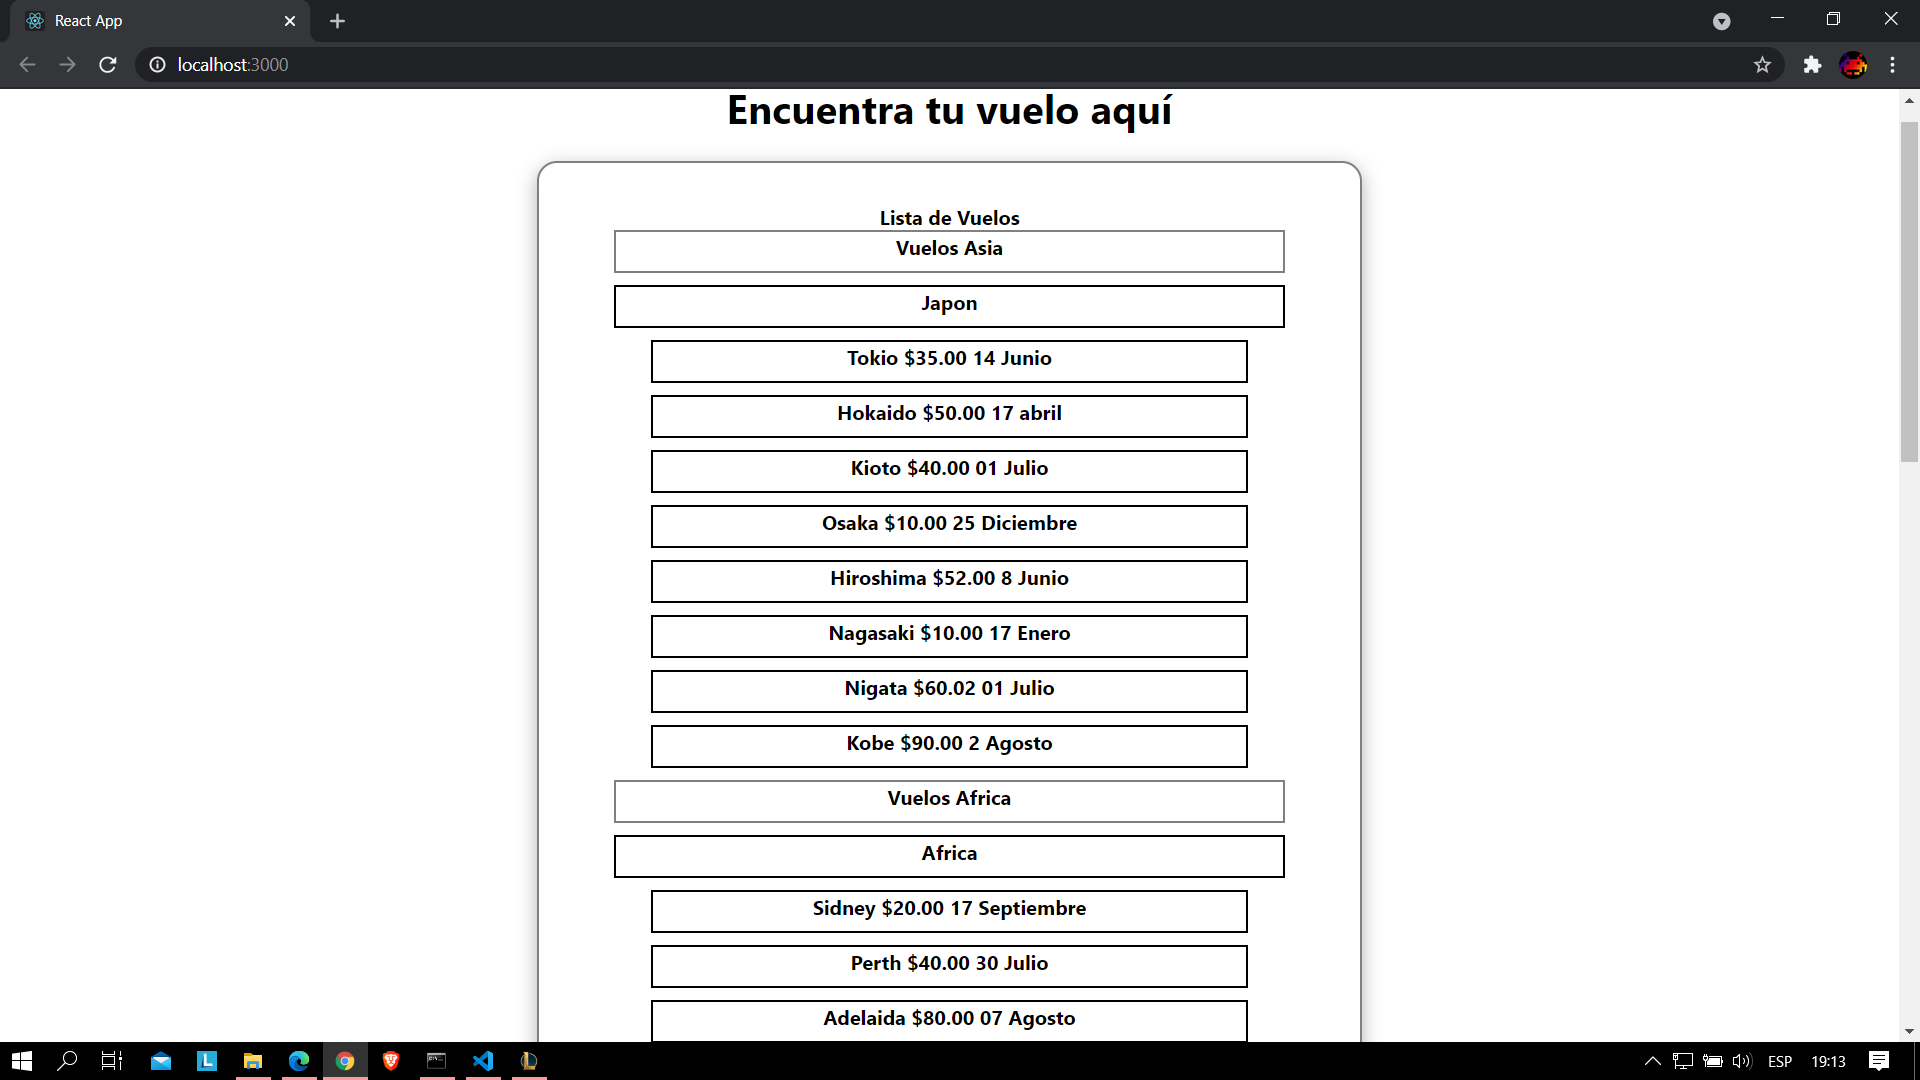 React App
localhost:3000
Encuentra tu vuelo aquí
Lista de Vuelos
Vuelos Asia
Japon
Tokio $35.00 14 Junio
Hokaido $50.00 17 abril
Kioto $40.00 01 Julio
Osaka $10.00 25 Diciembre
Hiroshima $52.00 8 Junio
Nagasaki $10.00 17 Enero
Nigata $60.02 01 Julio
Kobe $90.00 2 Agosto
Vuelos Africa
Africa
Sidney $20.00 17 Septiembre
Perth $40.00 30 Julio
Adelaida $80.00 07 Agosto
L
ESP 19:13